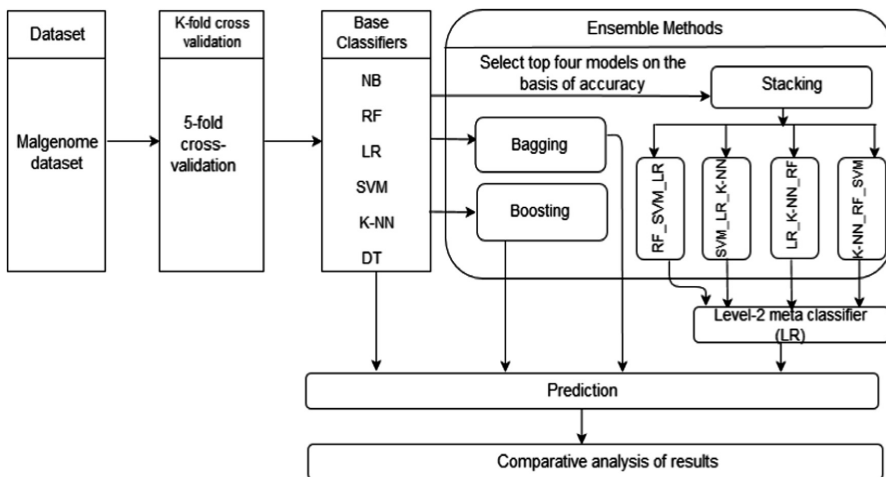 Dataset
Malgenome
dataset
K-fold cross
validation
5-fold
cross-
validation
Base
Classifiers
NB
RF
LR
SVM
K-NN
DT
Ensemble Methods
Select top four models on the
basis of accuracy
Stacking
Bagging
Boosting
RF_SVM_LR
SVM_LR_K-NN
LR_K-NN_RF
K-NN_RF_SVM
Level-2 meta classifier
(LR)
Prediction
Comparative analysis of results